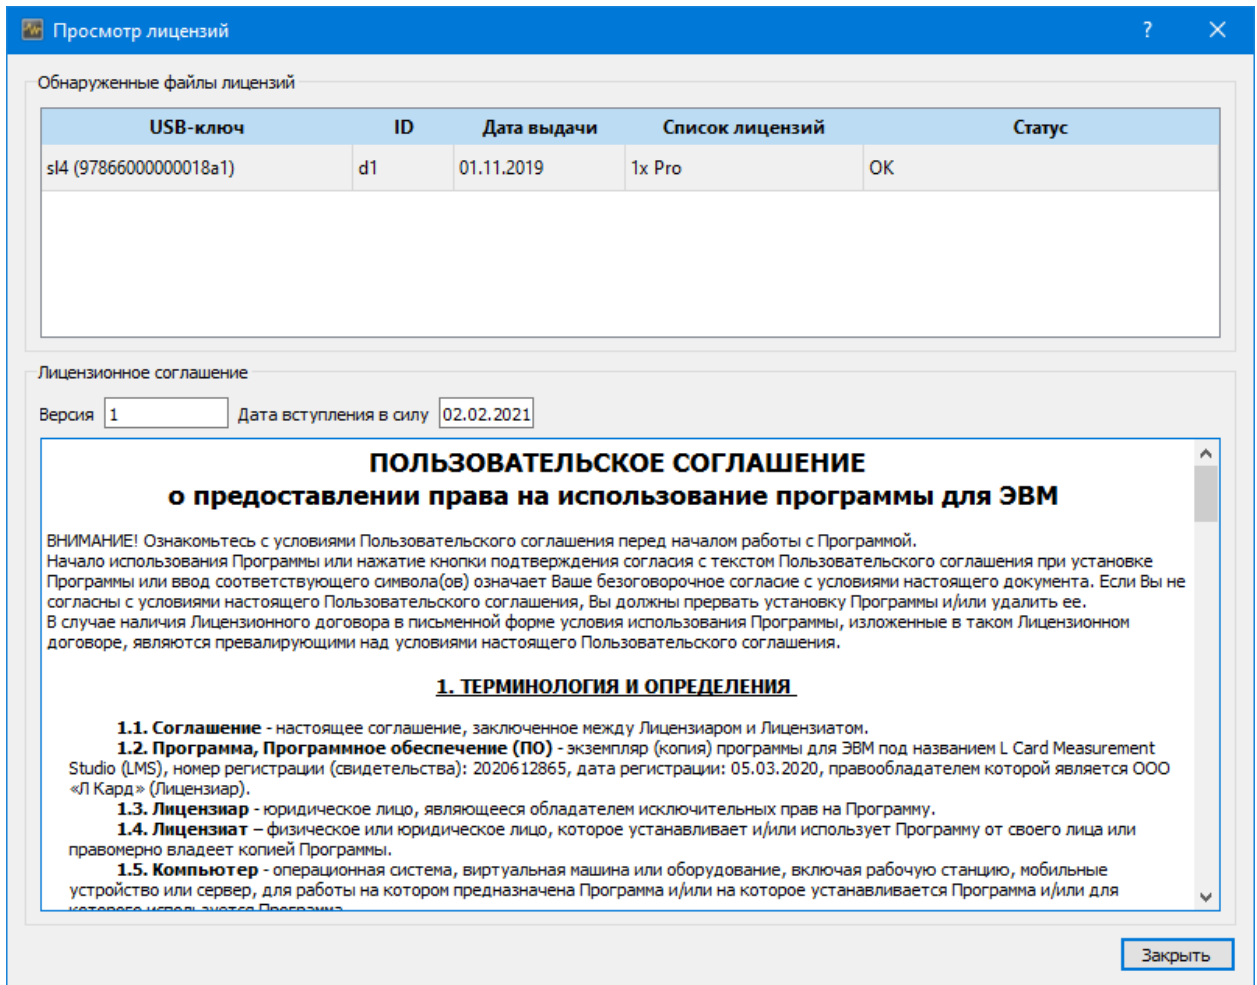 Просмотр лицензий
?
Обнаруженные файлы лицензий
USB-ключ ID Дата выдачи Список лицензий Статус
sl4 (97866000000018a1) d1 01.11.2019 1x Pro OK
Лицензионное соглашение
Версия 1 Дата вступления в силу 02.02.2021
ПОЛЬЗОВАТЕЛЬСКОЕ СОГЛАШЕНИЕ
о предоставлении права на использование программы для ЭВМ
ВНИМАНИЕ! Ознакомьтесь с условиями Пользовательского соглашения перед началом работы с Программой.
Начало использования Программы или нажатие кнопки подтверждения согласия с текстом Пользовательского соглашения при установке
Программы или ввод соответствующего символа(ов) означает Ваше безоговорочное согласие с условиями настоящего документа. Если Вы не
согласны с условиями настоящего Пользовательского соглашения, Вы должны прервать установку Программы и/или удалить ее.
В случае наличия Лицензионного договора в письменной форме условия использования Программы, изложенные в таком Лицензионном
договоре, являются превалирующими над условиями настоящего Пользовательского соглашения.
1. ТЕРМИНОЛОГИЯ И ОПРЕДЕЛЕНИЯ
1.1. Соглашение - настоящее соглашение, заключенное между Лицензиаром и Лицензиатом.
1.2. Программа, Программное обеспечение (ПО) - экземпляр (копия) программы для ЭВМ под названием L Card Measurement
Studio (LMS), номер регистрации (свидетельства): 2020612865, дата регистрации: 05.03.2020, правообладателем которой является ООО
«Л Кард» (Лицензиар).
1.3. Лицензиар - юридическое лицо, являющееся обладателем исключительных прав на Программу.
1.4. Лицензиат – физическое или юридическое лицо, которое устанавливает и/или использует Программу от своего лица или
правомерно владеет копией Программы.
1.5. Компьютер - операционная система, виртуальная машина или оборудование, включая рабочую станцию, мобильные
устройство или сервер, для работы на котором предназначена Программа и/или на которое устанавливается Программа и/или для
которого используется Программа
Закрыть